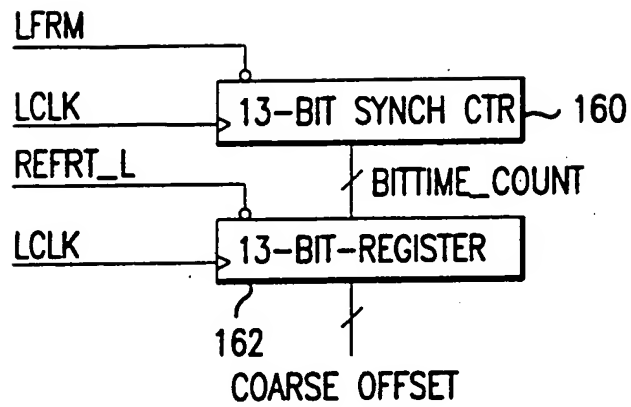 LFRM
LCLK
13-BIT SYNCH CTR
160
REFRT_L
BITTIME_COUNT
LCLK
13-BIT-REGISTER
162
COARSE OFFSET